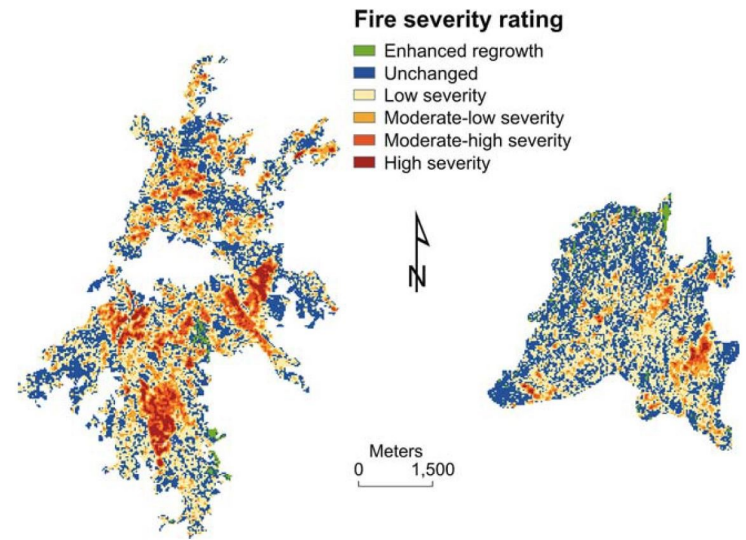 Fire severity rating
Enhanced regrowth
Unchanged
Low severity
Moderate-low severity
Moderate-high severity
High severity
N
Meters
0 1,500